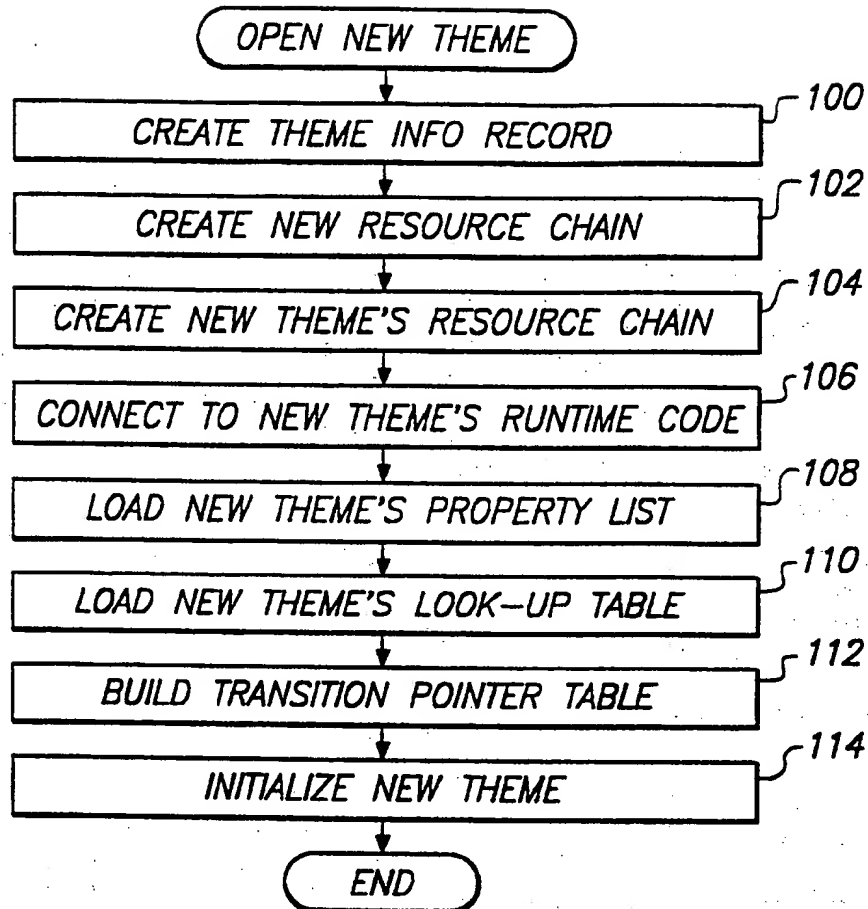 OPEN NEW THEME
100
CREATE THEME INFO RECORD
102
CREATE NEW RESOURCE CHAIN
104
CREATE NEW THEME'S RESOURCE CHAIN
106
CONNECT TO NEW THEME'S RUNTIME CODE
108
LOAD NEW THEME'S PROPERTY LIST
110
LOAD NEW THEME'S LOOK-UP TABLE
112
BUILD TRANSITION POINTER TABLE
114
INITIALIZE NEW THEME
END